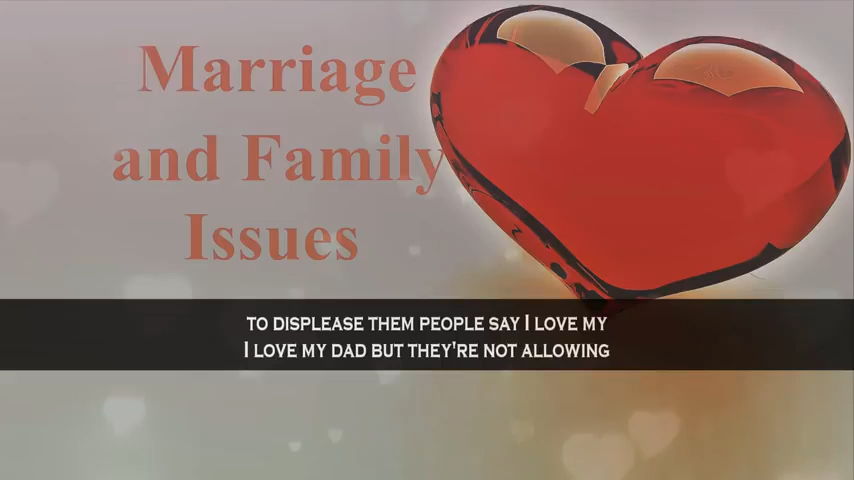 Marriage
and Family
Issues
TO DISPLEASE THEM PEOPLE SAY I LOVE MY
I LOVE MY DAD BUT THEY'RE NOT ALLOWING